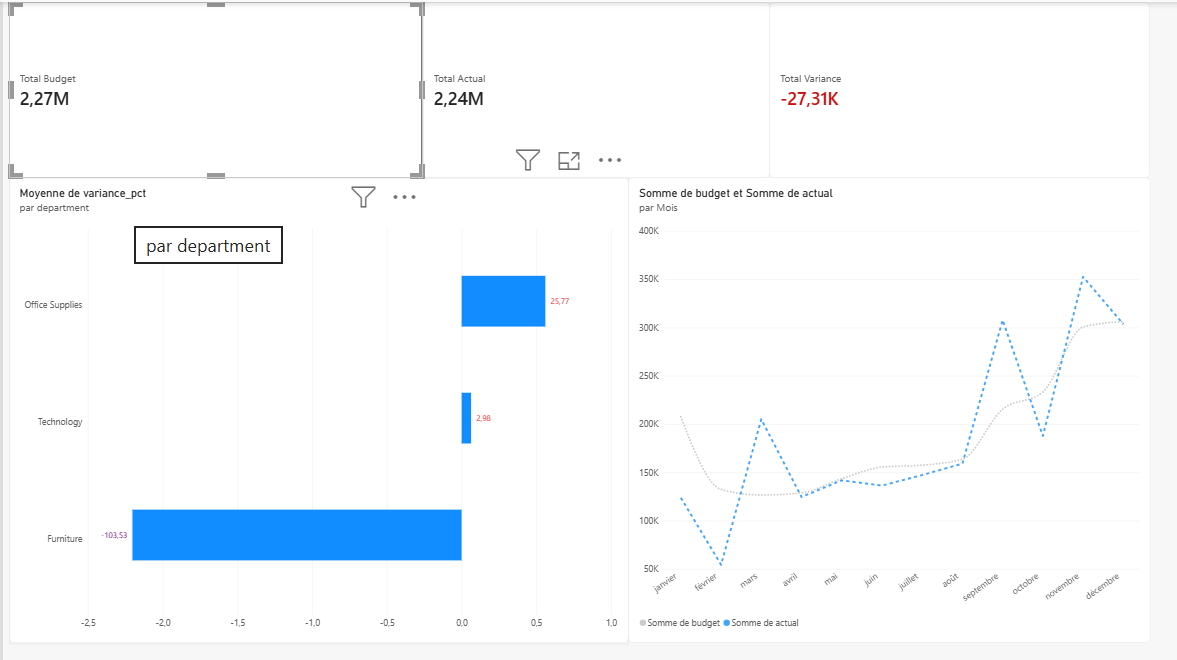 Total Budget
2,27M
Total Actual
2,24M
Total Variance
-27,31K
Moyenne de variance_pct
par department
par department
Office Supplies
25,77
Technology
2,98
Furniture
-103,53
-2,5 -2,0 -1,5 -1,0 -0,5 0,0 0,5 1,0
Somme de budget et Somme de actual
par Mois
400K
350K
300K
250K
200K
150K
100K
50K
janvier février mars avril mai juin juillet août septembre octobre novembre décembre
Somme de budget Somme de actual